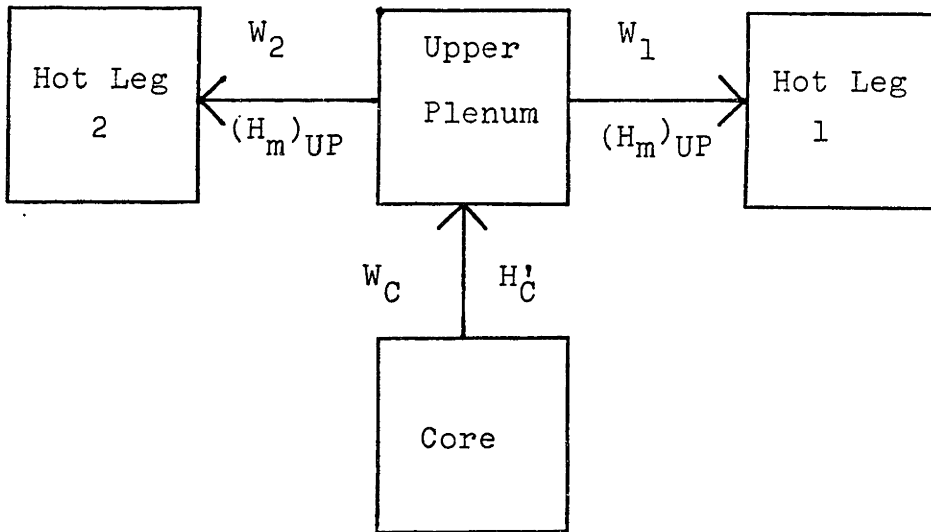 W2
Hot Leg
2
(Hm)UP
Upper
Plenum
W1
(Hm)UP
Hot Leg
1
WC
H'C
Core